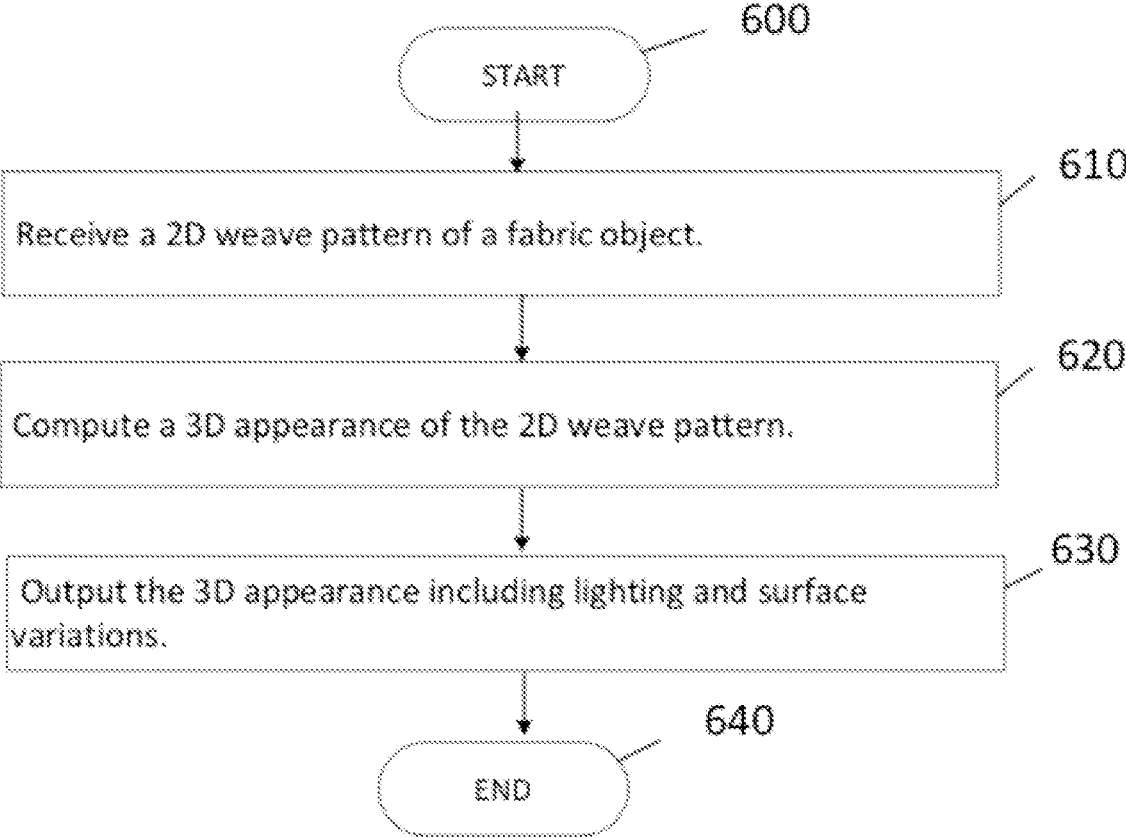 600
START
610
Receive a 2D weave pattern of a fabric object.
620
Compute a 3D appearance of the 2D weave pattern.
630
Output the 3D appearance including lighting and surface
variations.
640
END